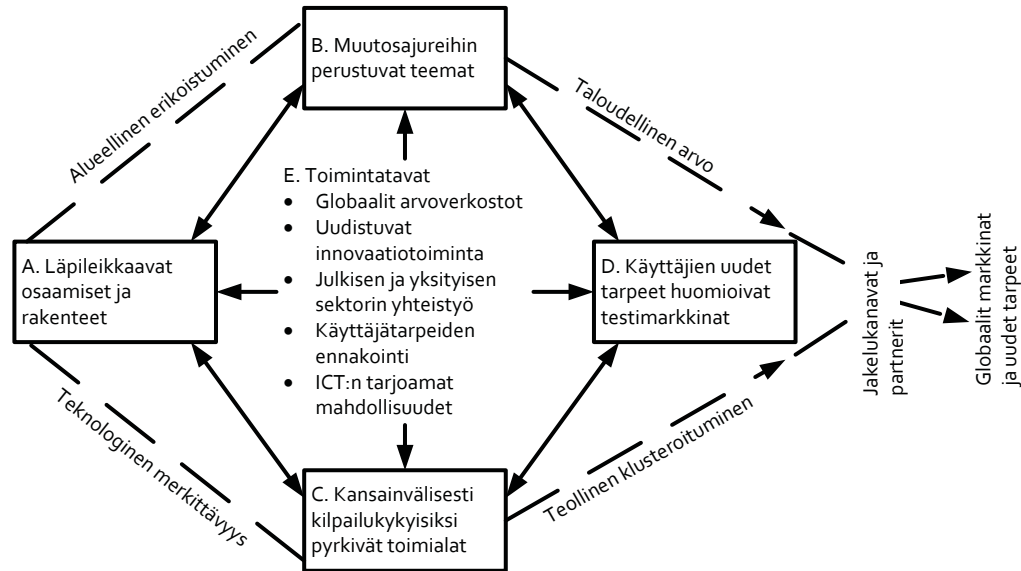 B. Muutosajureihin
perustuvat teemat
Alueellinen erikoistuminen
Taloudellinen arvo
E. Toimintatavat
• Globaalit arvoverkostot
• Uudistuvat
innovaatiotoiminta
• Julkisen ja yksityisen
sektorin yhteistyö
• Käyttäjätarpeiden
ennakointi
• ICT:n tarjoamat
mahdollisuudet
A. Läpileikkaavat
osaamiset ja
rakenteet
D. Käyttäjien uudet
tarpeet huomioivat
testimarkkinat
Jakelukanavat ja
partnerit
Globaalit markkinat
ja uudet tarpeet
Teknologinen merkittävyys
Teollinen klusteroituminen
C. Kansainvälisesti
kilpailukykyisiksi
pyrkivät toimialat